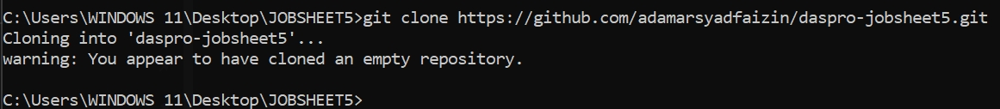 C:\Users\WINDOWS 11\Desktop\JOBSHEET5>git clone https://github.com/adamarsyadfaizin/daspro-jobsheet5.git
Cloning into 'daspro-jobsheet5'...
warning: You appear to have cloned an empty repository.
C:\Users\WINDOWS 11\Desktop\JOBSHEET5>